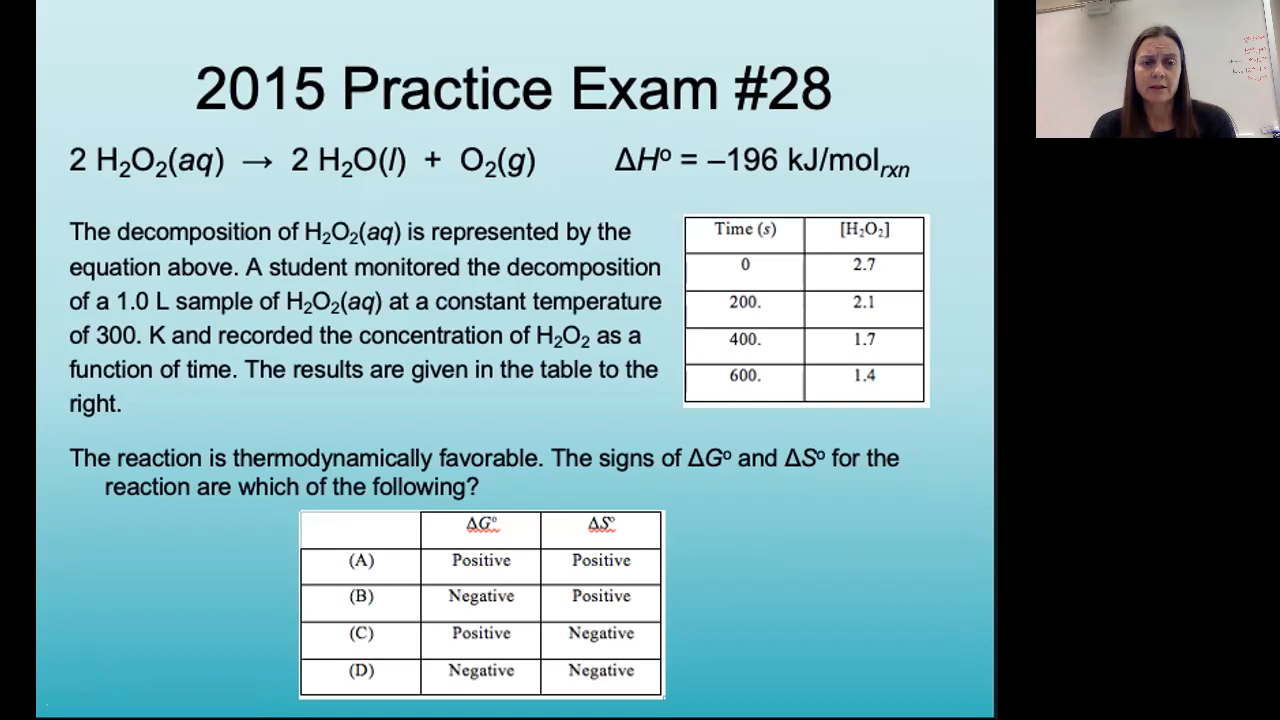 2015 Practice Exam #28
2 H₂O₂(aq) → 2 H₂O(l) + O₂(g) ΔHº = –196 kJ/molrxn
The decomposition of H₂O₂(aq) is represented by the
equation above. A student monitored the decomposition
of a 1.0 L sample of H₂O₂(aq) at a constant temperature
of 300. K and recorded the concentration of H₂O₂ as a
function of time. The results are given in the table to the
right.
Time (s) [H₂O₂]
0 2.7
200. 2.1
400. 1.7
600. 1.4
The reaction is thermodynamically favorable. The signs of ΔGº and ΔSº for the
reaction are which of the following?
ΔGº ΔSº
(A) Positive Positive
(B) Negative Positive
(C) Positive Negative
(D) Negative Negative